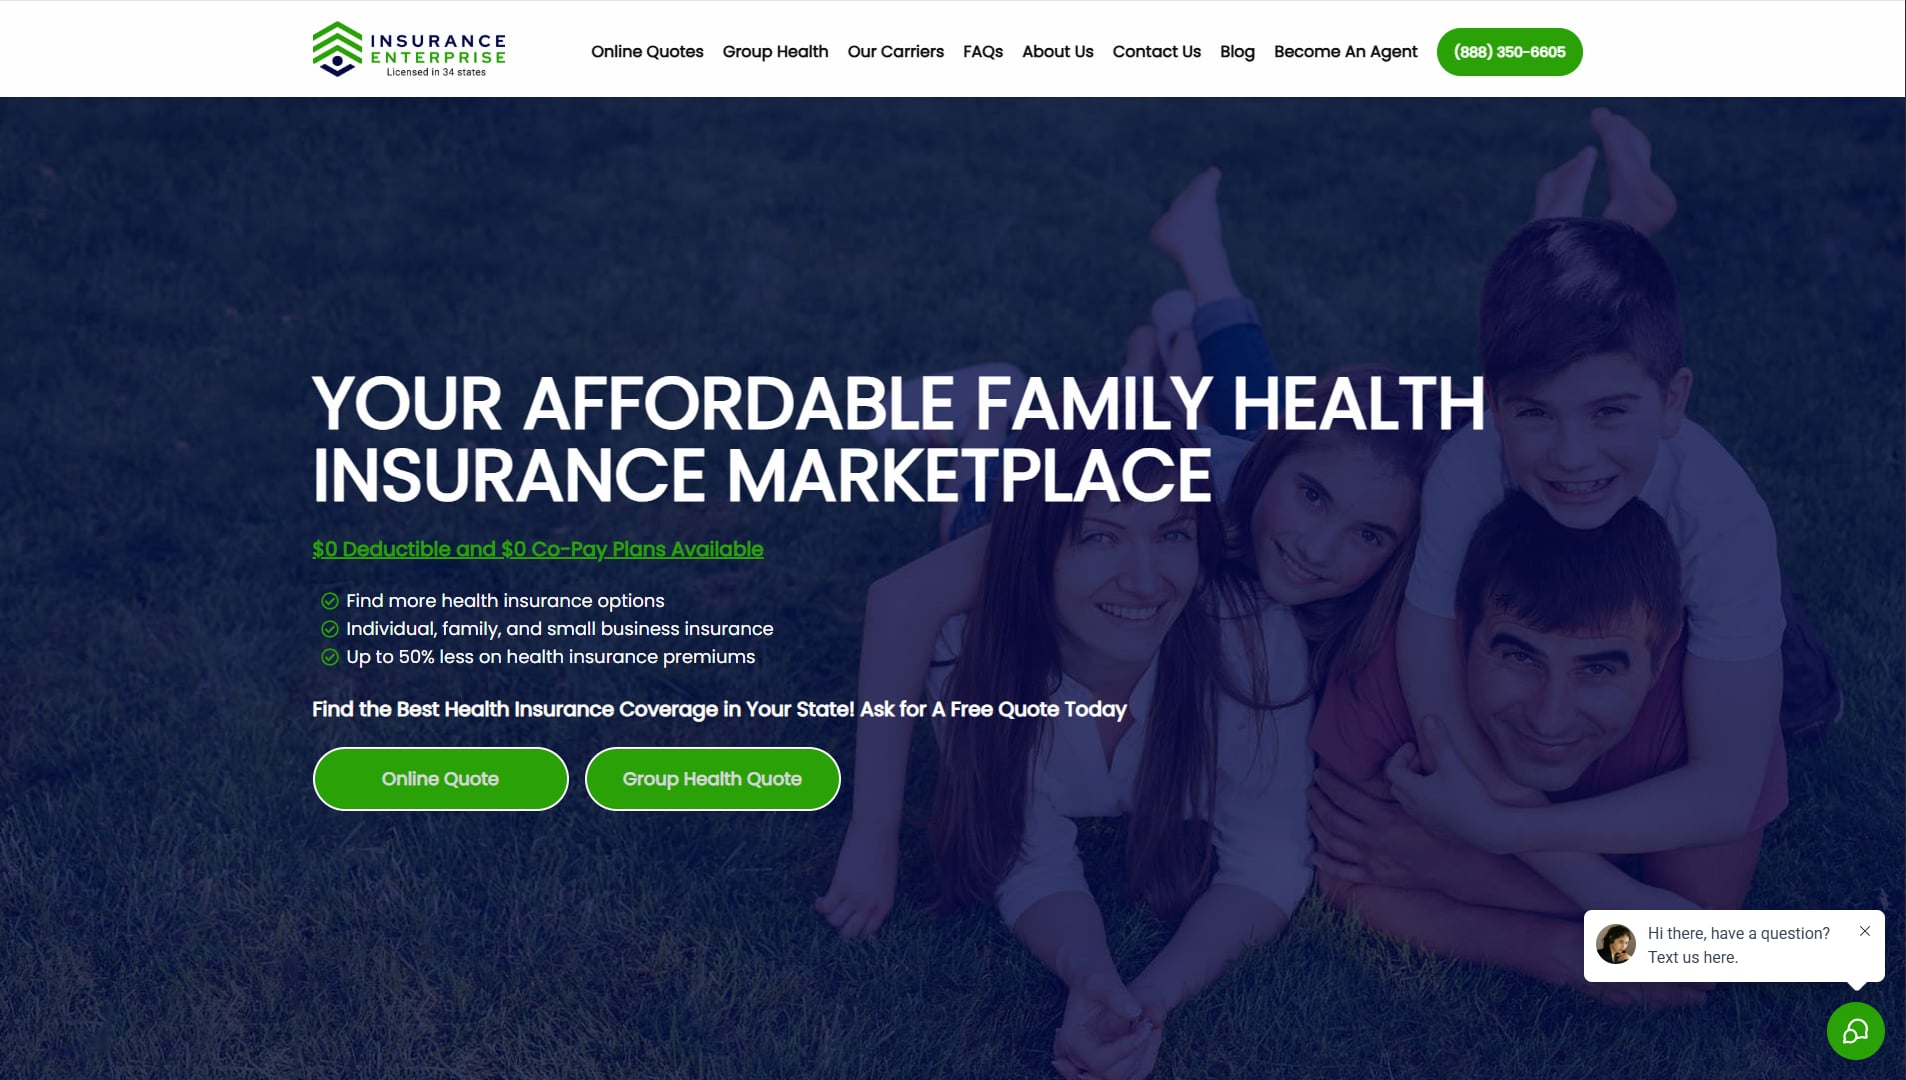 INSURANCE
ENTERPRISE
Licensed in 34 states
Online Quotes
Group Health
Our Carriers
FAQs
About Us
Contact Us
Blog
Become An Agent
(888) 350-6605
YOUR AFFORDABLE FAMILY HEALTH
INSURANCE MARKETPLACE
$0 Deductible and $0 Co-Pay Plans Available
Find more health insurance options
Individual, family, and small business insurance
Up to 50% less on health insurance premiums
Find the Best Health Insurance Coverage in Your State! Ask for A Free Quote Today
Online Quote
Group Health Quote
Hi there, have a question?
Text us here.